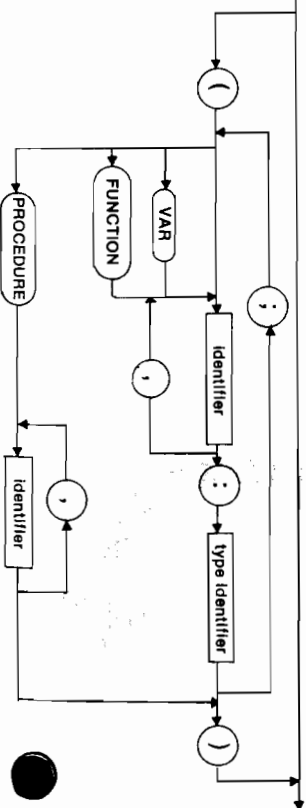 (
;
identifier
:
type identifier
)
VAR
,
FUNCTION
PROCEDURE
,
identifier